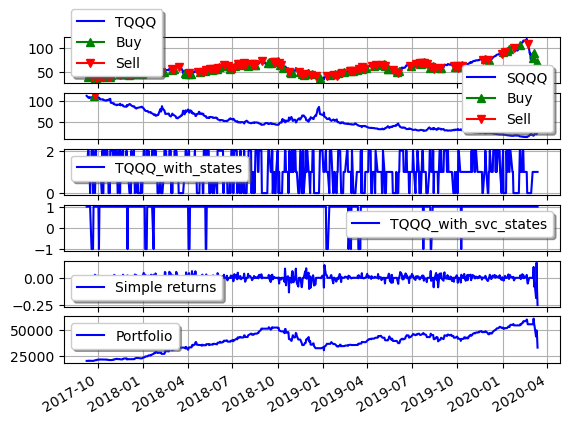 TQQQ
Buy
Sell
100
50
SQQQ
Buy
Sell
100
50
2
TQQQ_with_states
0
1
TQQQ_with_svc_states
−1
0.00
Simple returns
−0.25
50000
Portfolio
25000
2017-10 2018-01 2018-04 2018-07 2018-10 2019-01 2019-04 2019-07 2019-10 2020-01 2020-04